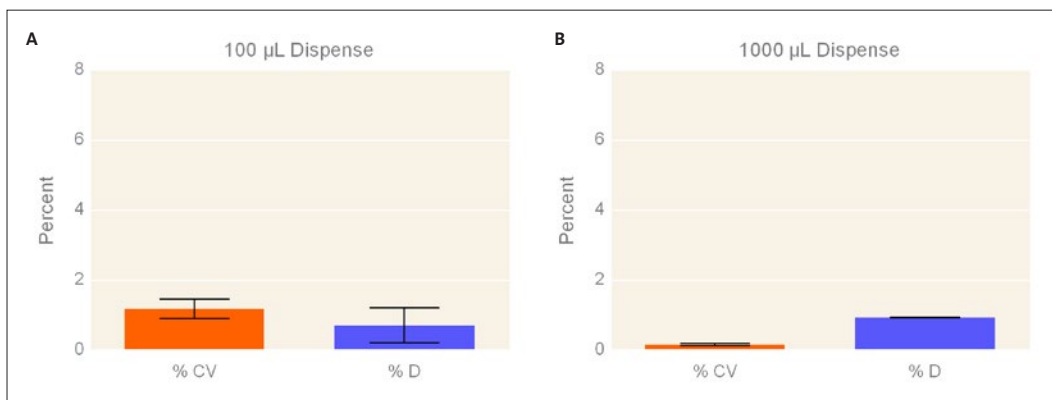 A
100 µL Dispense
8
6
4
2
0
Percent
% CV
% D
B
1000 µL Dispense
8
6
4
2
0
Percent
% CV
% D